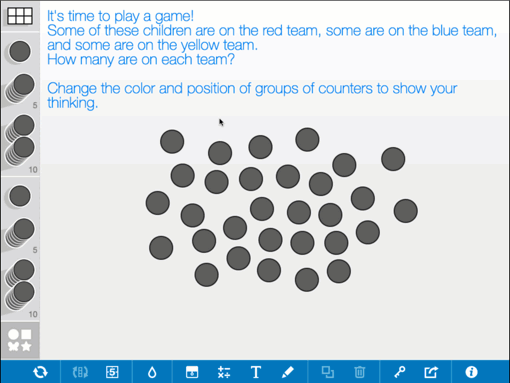 It's time to play a game!
Some of these children are on the red team, some are on the blue team,
and some are on the yellow team.
How many are on each team?
Change the color and position of groups of counters to show your
thinking.
5
10
5
10